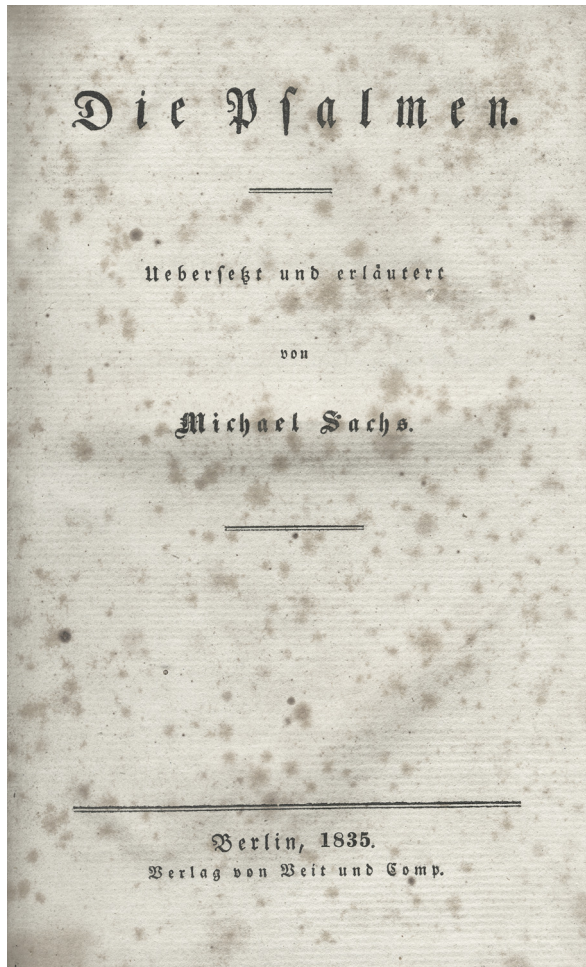 Die Psalmen.
Uebersetzt und erläutert
von
Michael Sachs.
Berlin, 1835.
Verlag von Veit und Comp.